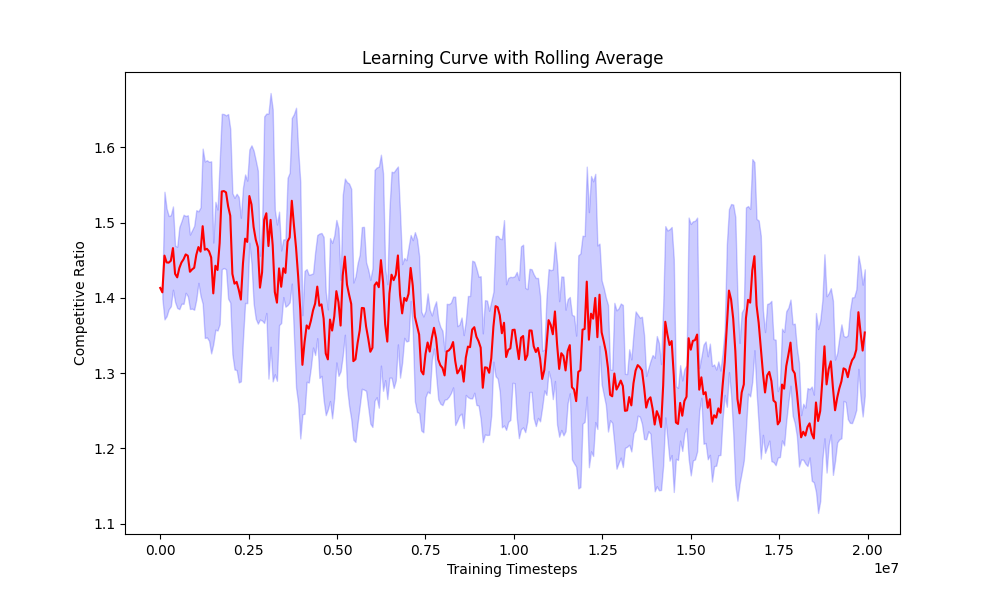 Learning Curve with Rolling Average
Competitive Ratio
1.6
1.5
1.4
1.3
1.2
1.1
0.00 0.25 0.50 0.75 1.00 1.25 1.50 1.75 2.00
1e7
Training Timesteps